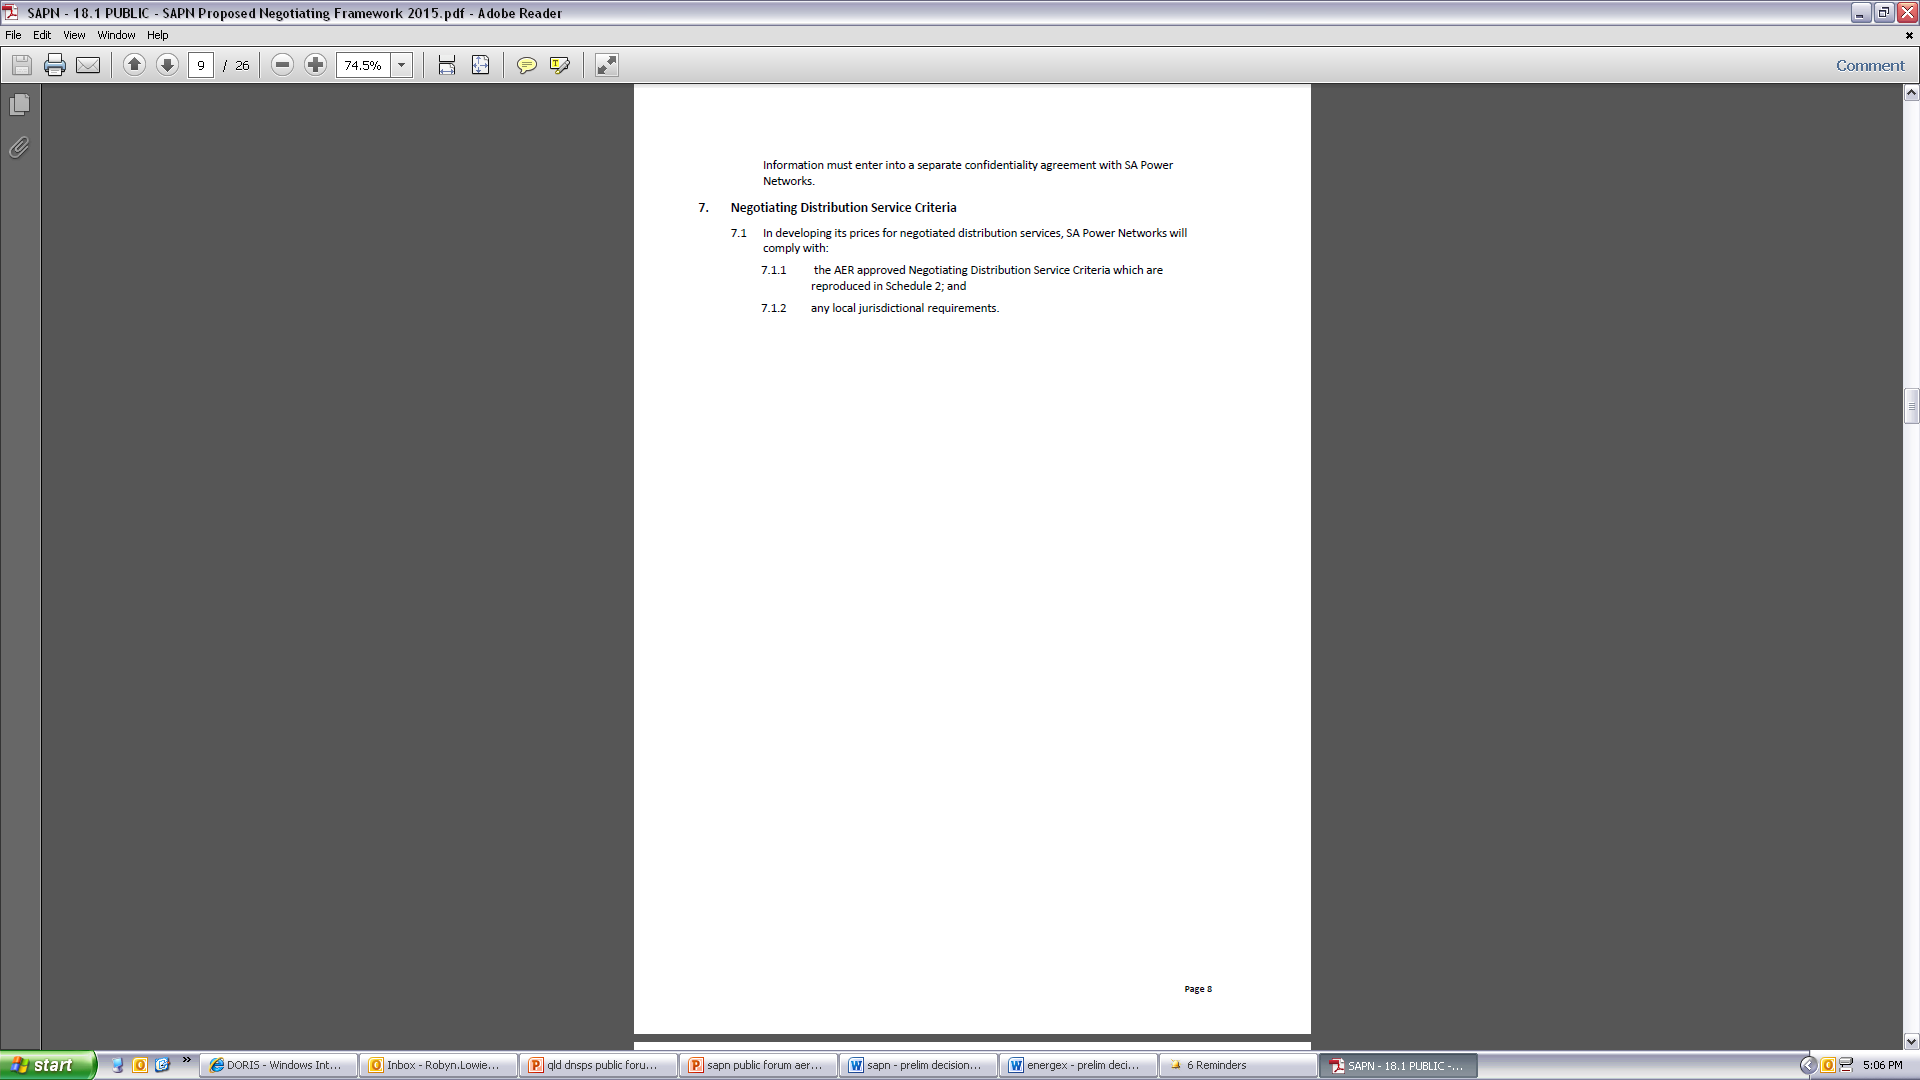 SAPN - 18.1 PUBLIC - SAPN Proposed Negotiating Framework 2015.pdf - Adobe Reader
File Edit View Window Help
9 / 26 74.5% Comment
Information must enter into a separate confidentiality agreement with SA Power
Networks.
7. Negotiating Distribution Service Criteria
7.1 In developing its prices for negotiated distribution services, SA Power Networks will
comply with:
7.1.1 the AER approved Negotiating Distribution Service Criteria which are
reproduced in Schedule 2; and
7.1.2 any local jurisdictional requirements.
Page 8
start DORIS - Windows Int... Inbox - Robyn.Lowie... qld dnsps public foru... sapn public forum aer... sapn - prelim decision... energex - prelim deci... 6 Reminders SAPN - 18.1 PUBLIC -... 5:06 PM